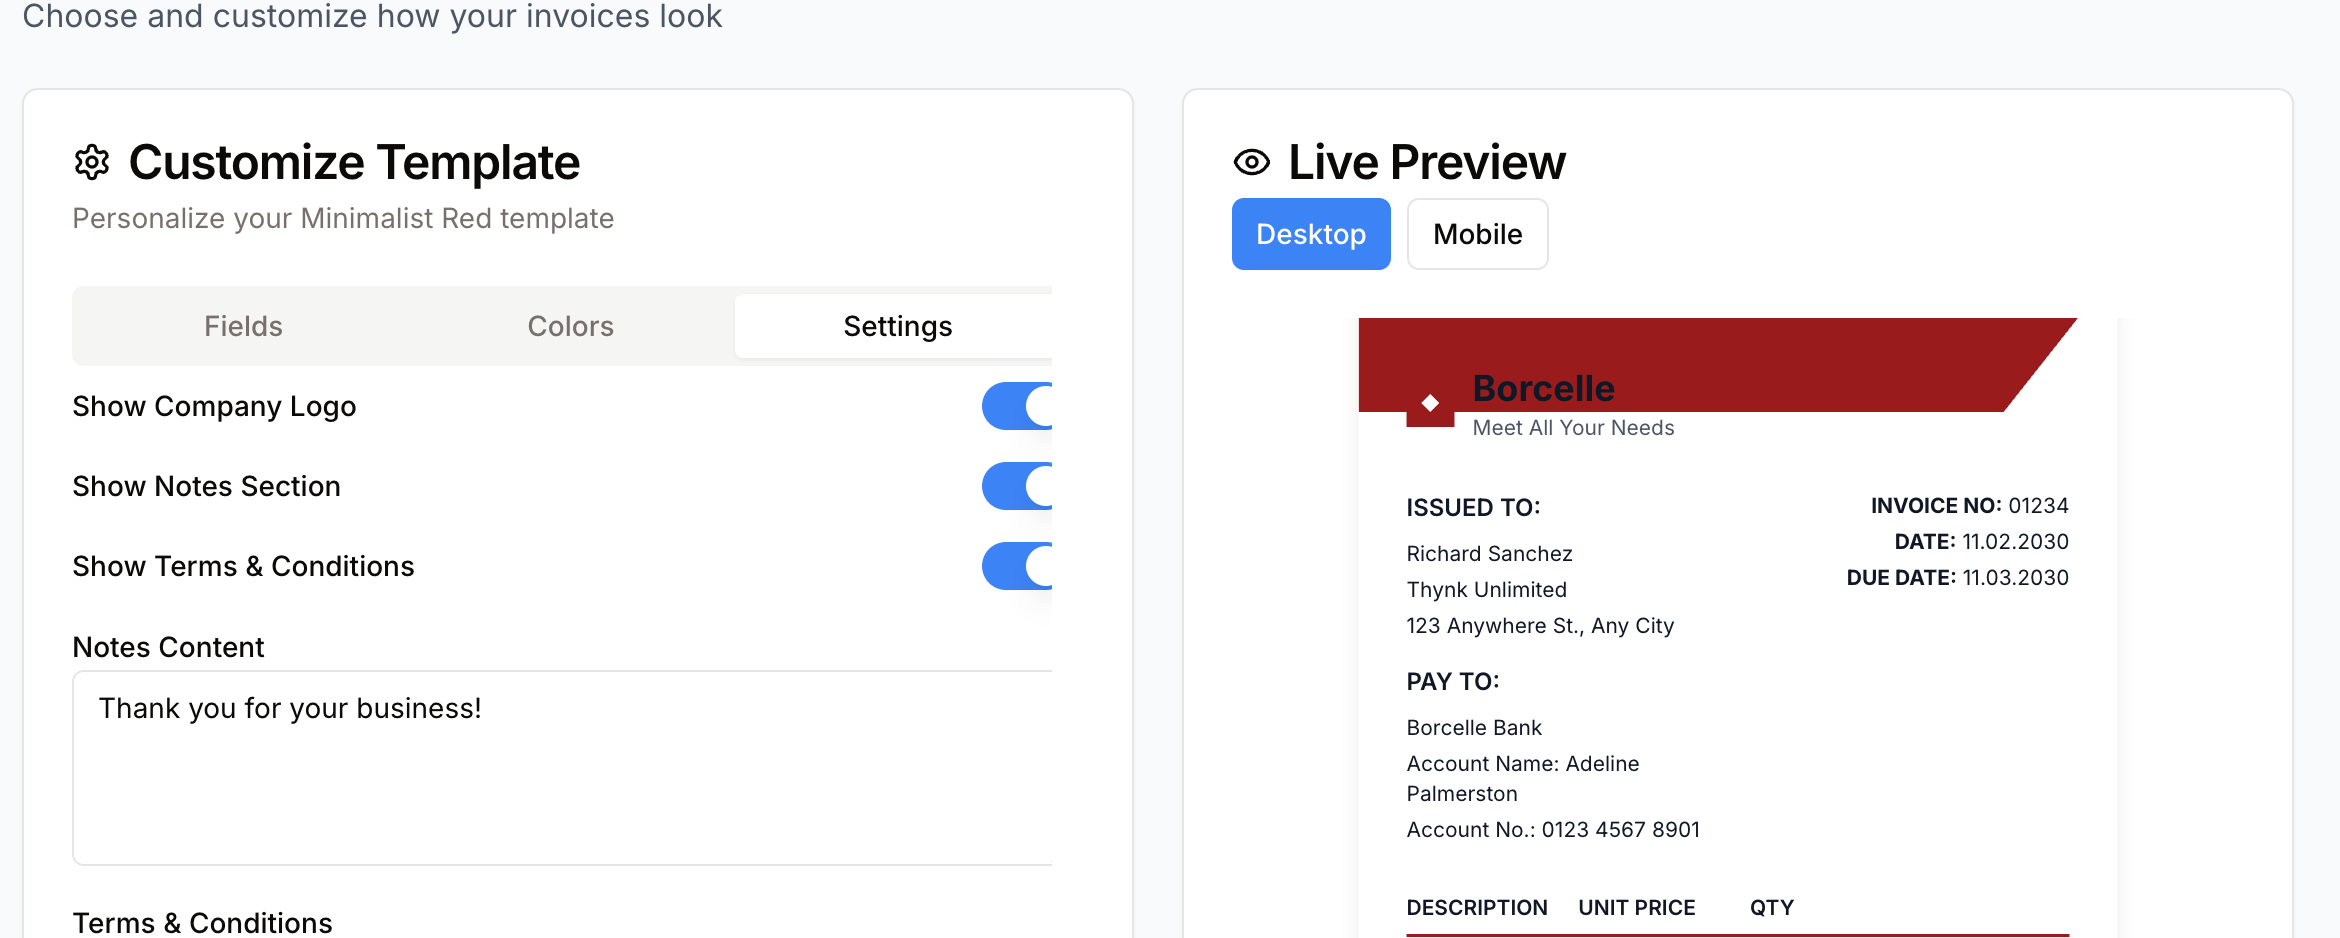 Choose and customize how your invoices look
Customize Template
Personalize your Minimalist Red template
Fields
Colors
Settings
Show Company Logo
Show Notes Section
Show Terms & Conditions
Notes Content
Thank you for your business!
Terms & Conditions
Live Preview
Desktop
Mobile
Borcelle
Meet All Your Needs
ISSUED TO:
Richard Sanchez
Thynk Unlimited
123 Anywhere St., Any City
INVOICE NO: 01234
DATE: 11.02.2030
DUE DATE: 11.03.2030
PAY TO:
Borcelle Bank
Account Name: Adeline
Palmerston
Account No.: 0123 4567 8901
DESCRIPTION UNIT PRICE QTY